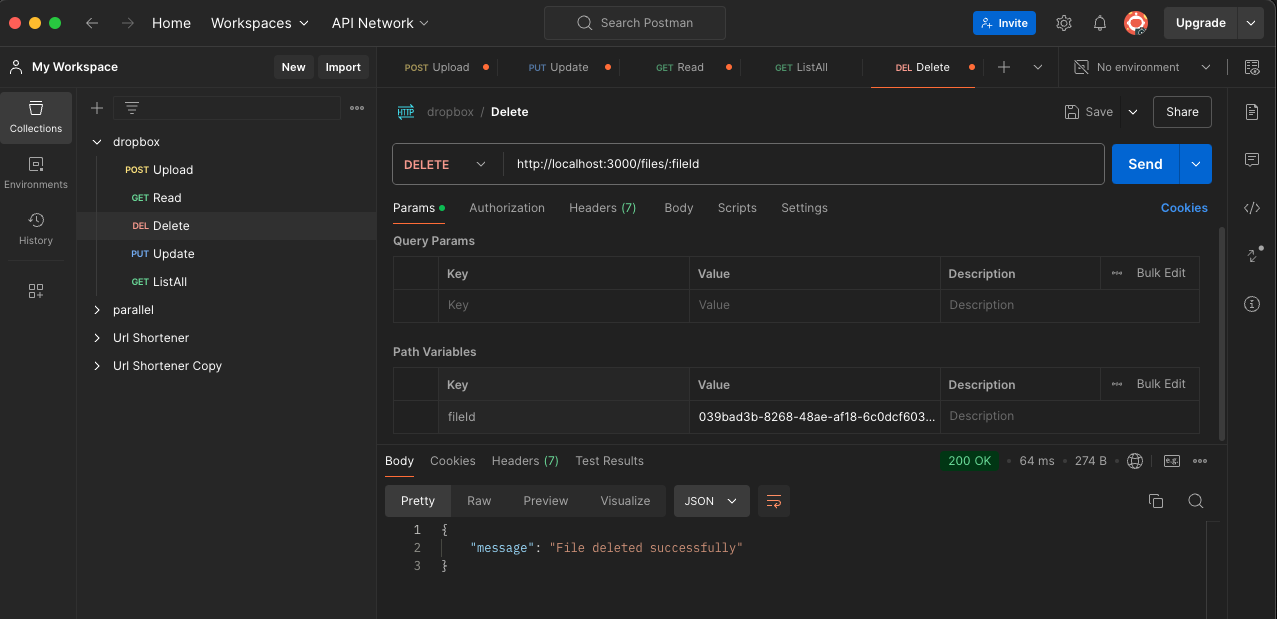 Home Workspaces API Network Search Postman Invite Upgrade
My Workspace New Import POST Upload PUT Update GET Read GET ListAll DEL Delete No environment
Collections
Environments
History
dropbox
POST Upload
GET Read
DEL Delete
PUT Update
GET ListAll
parallel
Url Shortener
Url Shortener Copy
HTTP dropbox / Delete Save Share
DELETE http://localhost:3000/files/:fileId Send
Params Authorization Headers (7) Body Scripts Settings Cookies
Query Params
Key Value Description Bulk Edit
Key Value Description
Path Variables
Key Value Description Bulk Edit
fileId 039bad3b-8268-48ae-af18-6c0dcf603... Description
Body Cookies Headers (7) Test Results 200 OK 64 ms 274 B e.g.
Pretty Raw Preview Visualize JSON
1 {
2 "message": "File deleted successfully"
3 }